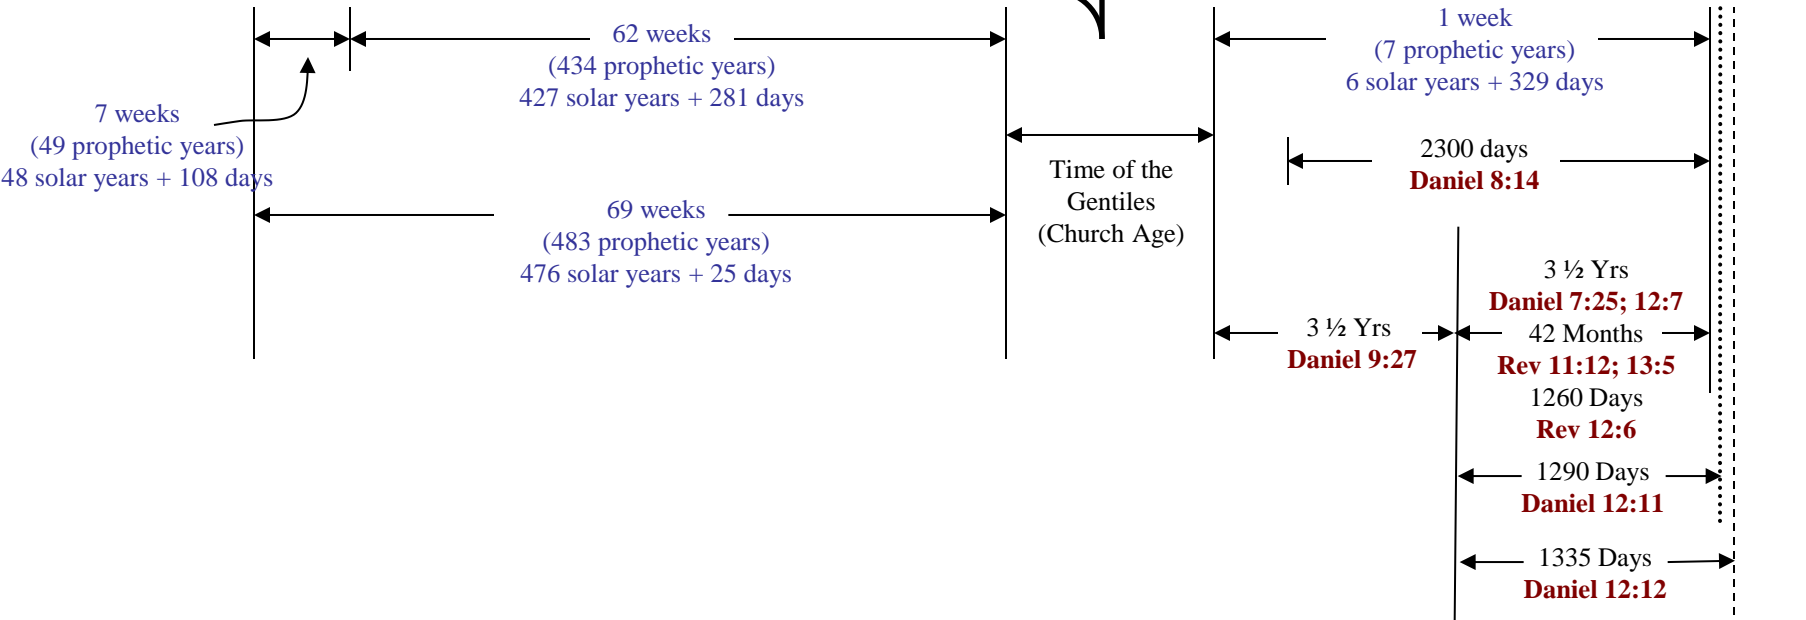 7 weeks
(49 prophetic years)
48 solar years + 108 days
62 weeks
(434 prophetic years)
427 solar years + 281 days
69 weeks
(483 prophetic years)
476 solar years + 25 days
Time of the
Gentiles
(Church Age)
1 week
(7 prophetic years)
6 solar years + 329 days
2300 days
Daniel 8:14
3 ½ Yrs
Daniel 9:27
3 ½ Yrs
Daniel 7:25; 12:7
42 Months
Rev 11:12; 13:5
1260 Days
Rev 12:6
1290 Days
Daniel 12:11
1335 Days
Daniel 12:12